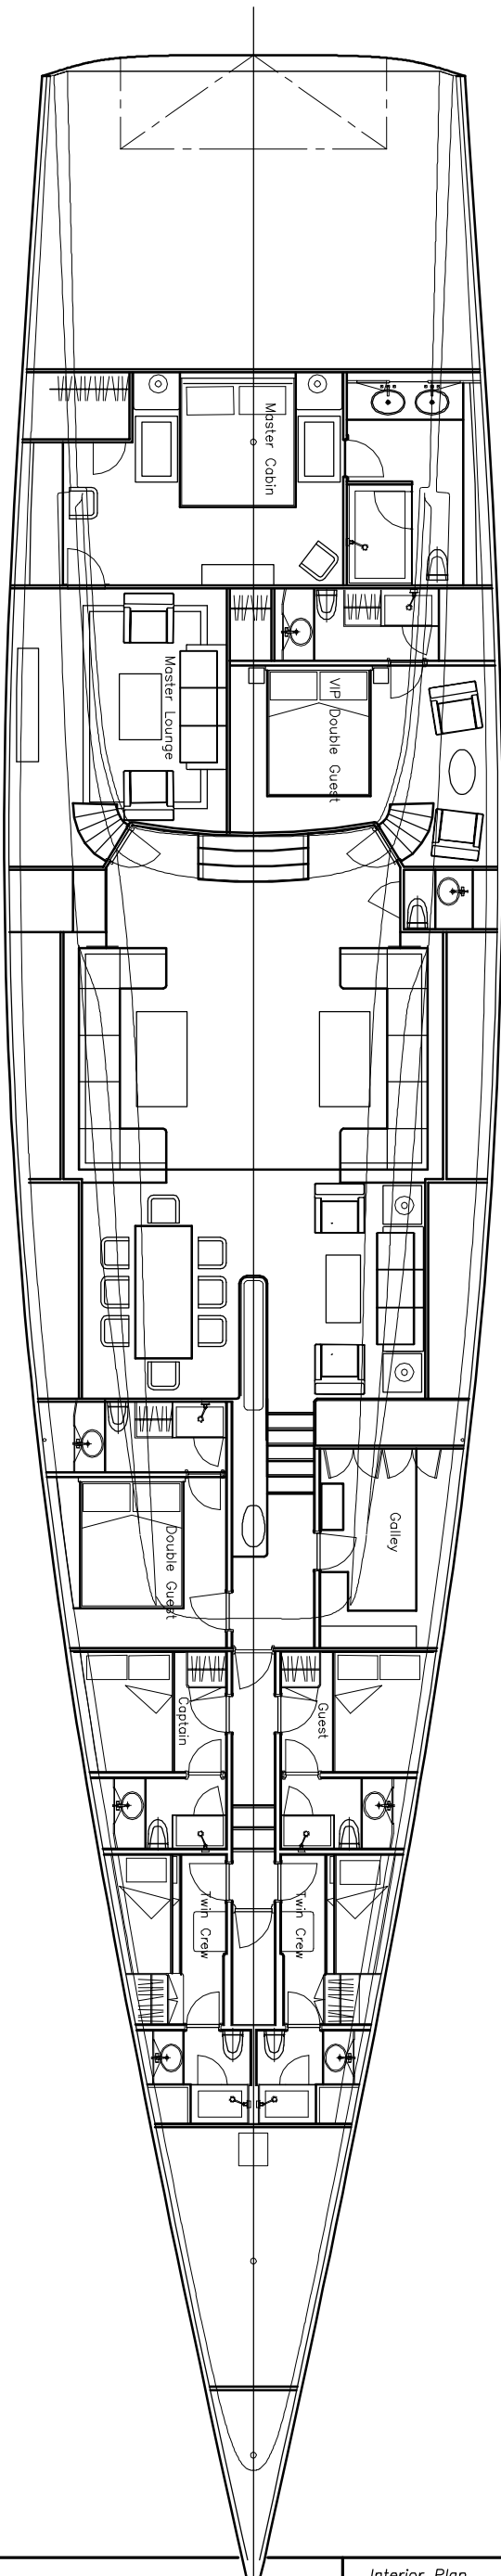 Master Cabin
Master Lounge
VIP Double Guest
Galley
Double Guest
Captain
Guest
Twin Crew
Twin Crew
Interior Plan